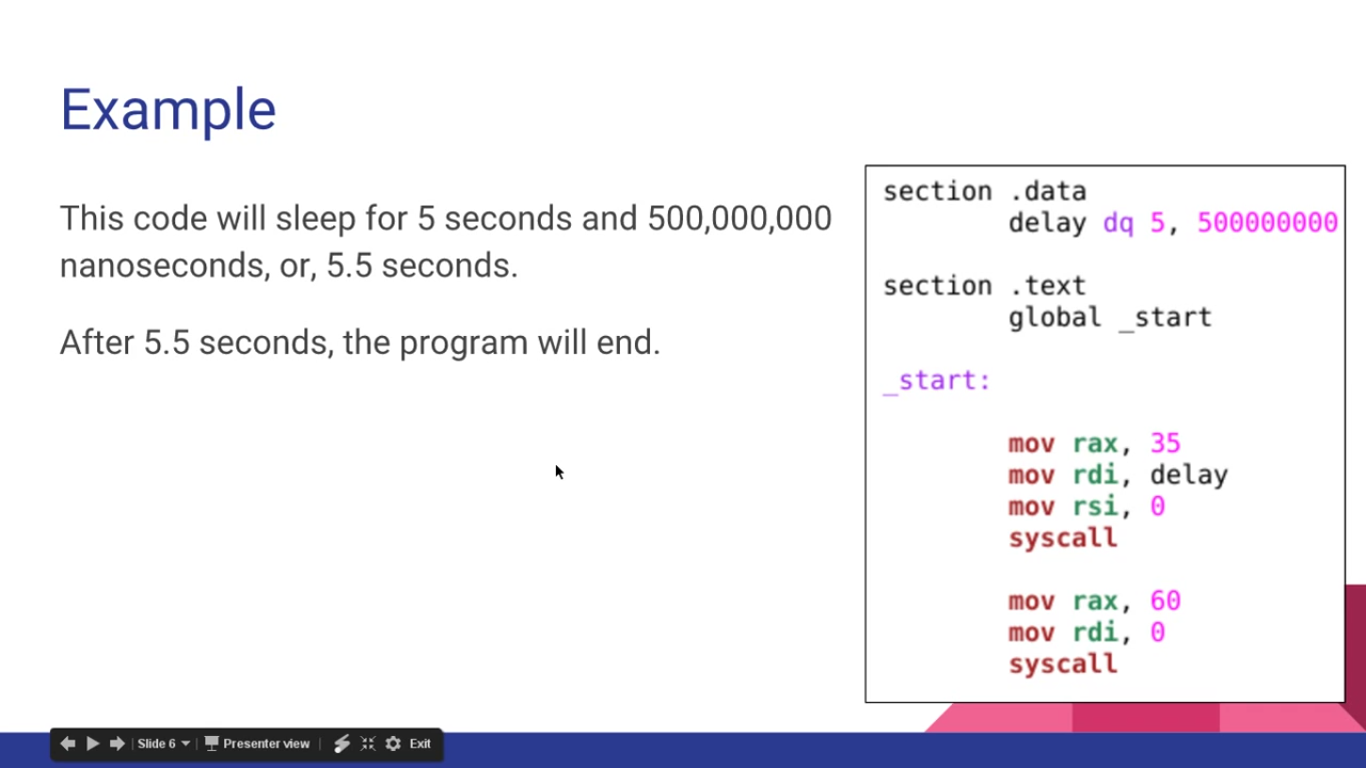 Example
This code will sleep for 5 seconds and 500,000,000
nanoseconds, or, 5.5 seconds.
After 5.5 seconds, the program will end.
section .data
        delay dq 5, 500000000
section .text
        global _start
_start:
        mov rax, 35
        mov rdi, delay
        mov rsi, 0
        syscall
        mov rax, 60
        mov rdi, 0
        syscall
Slide 6 Presenter view Exit